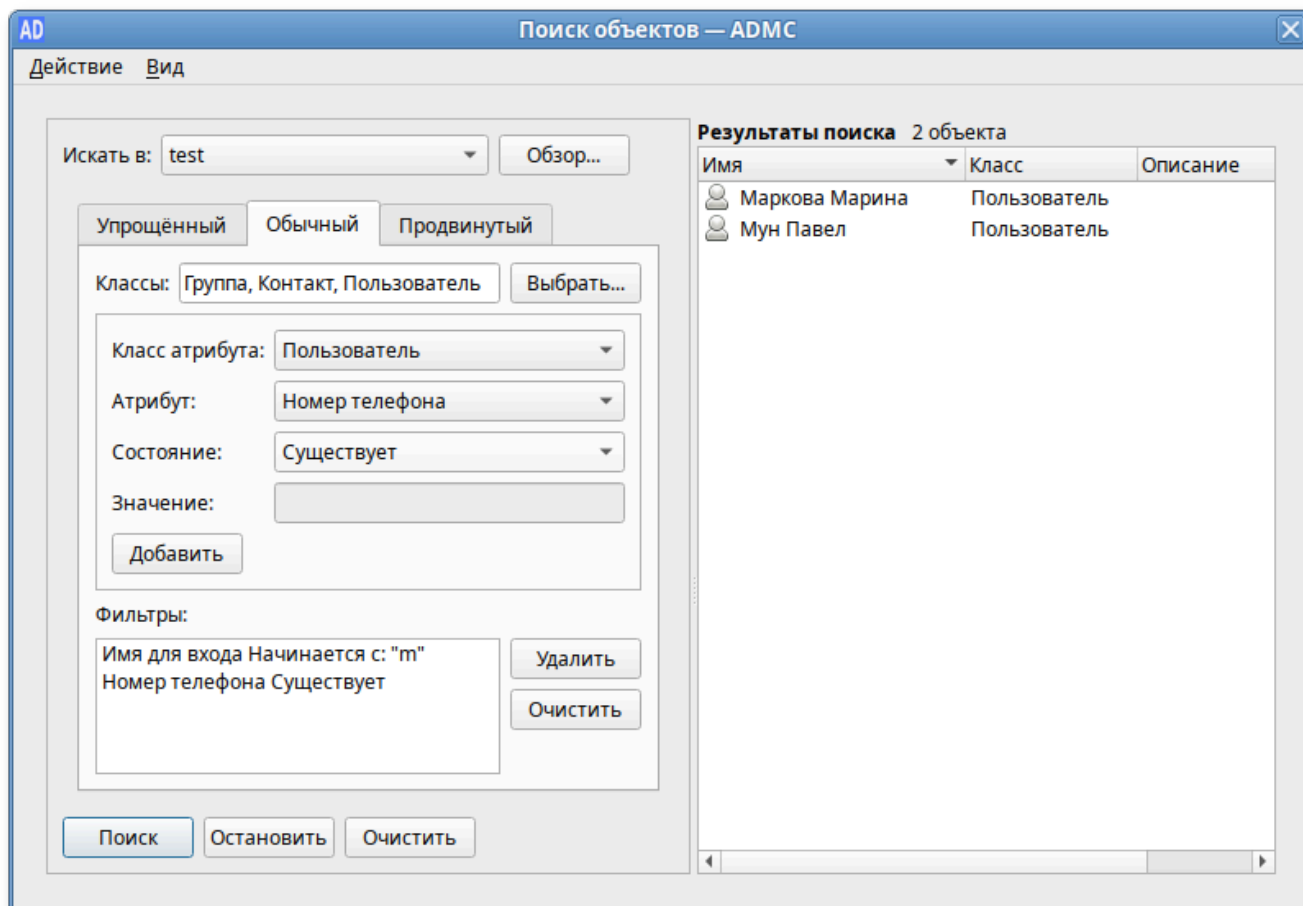 AD Поиск объектов — ADMC
Действие Вид
Искать в: test Обзор...
Упрощённый Обычный Продвинутый
Классы: Группа, Контакт, Пользователь Выбрать...
Класс атрибута: Пользователь
Атрибут: Номер телефона
Состояние: Существует
Значение:
Добавить
Фильтры:
Имя для входа Начинается с: "m"
Номер телефона Существует
Удалить
Очистить
Поиск Остановить Очистить
Результаты поиска 2 объекта
Имя Класс Описание
Маркова Марина Пользователь
Мун Павел Пользователь